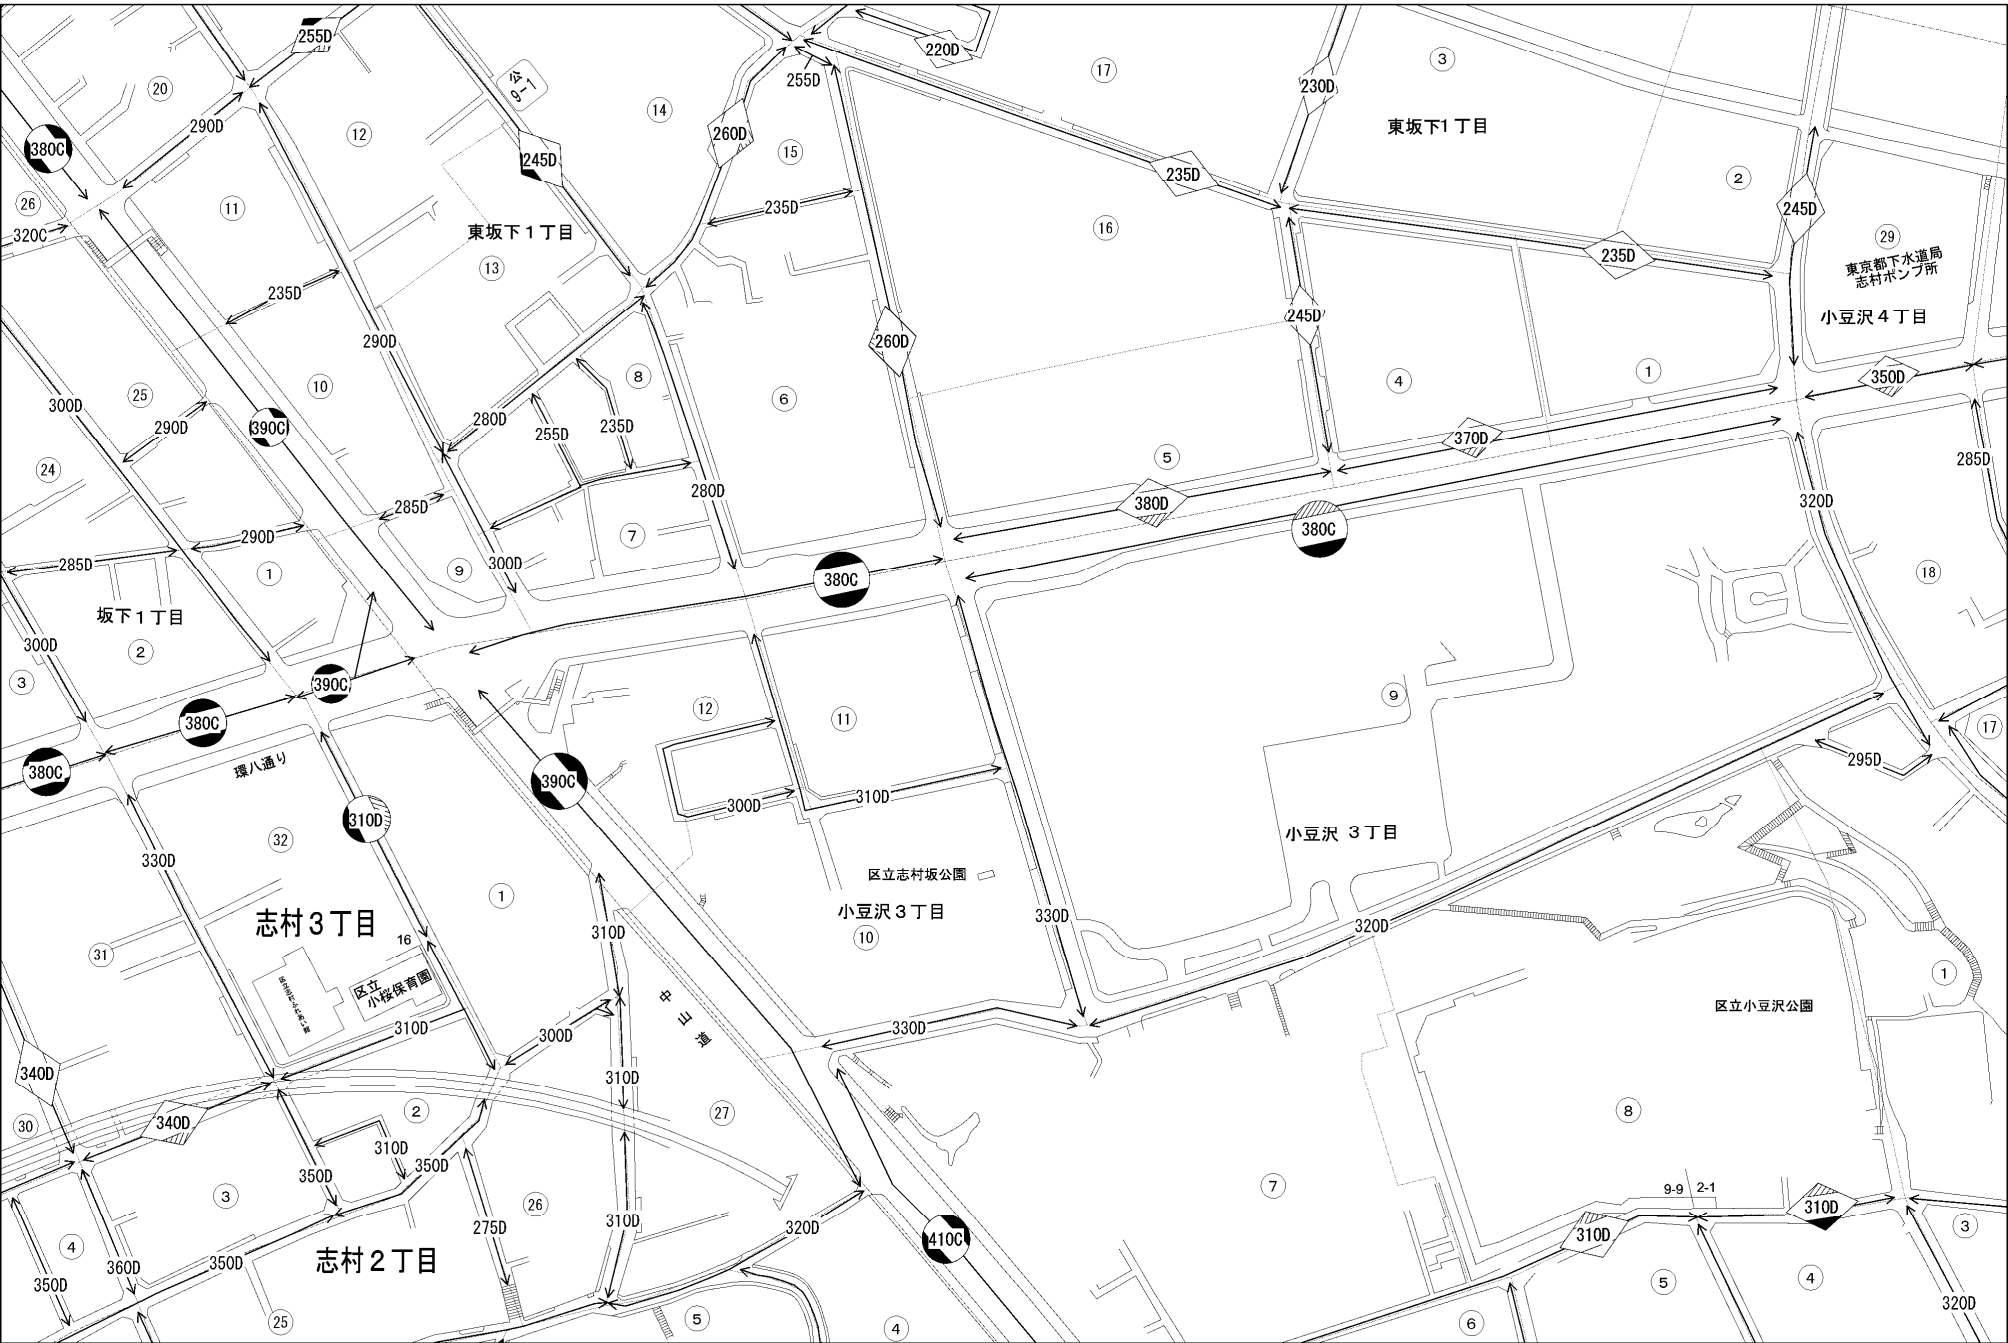 255D
220D
17
3
20
255D
230D
公
1-9
14
290D
12
260D
東坂下1丁目
380C
15
245D
235D
2
26
11
235D
245D
320C
東坂下1丁目
16
29
13
235D
東京都下水道局
志村ポンプ所
235D
245D
小豆沢4丁目
290D
260D
1
350D
10
8
4
25
6
300D
290D
390C
280D
255D
235D
370D
24
5
285D
280D
380D
320D
285D
290D
7
380C
285D
1
9
300D
380C
18
坂下1丁目
300D
2
3
390C
9
12
11
17
380C
環八通り
380C
390C
295D
300D
310D
310D
32
小豆沢 3丁目
330D
区立志村坂公園
1
小豆沢3丁目
330D
志村3丁目
310D
320D
16
10
31
1
区立
小桜保育園
区立志村ふれあい館
中山道
区立小豆沢公園
310D
330D
300D
340D
310D
2
27
8
30
340D
310D
350D
350D
7
3
26
9-9
2-1
310D
275D
310D
320D
3
4
410C
310D
志村2丁目
360D
350D
350D
5
4
320D
25
5
4
6